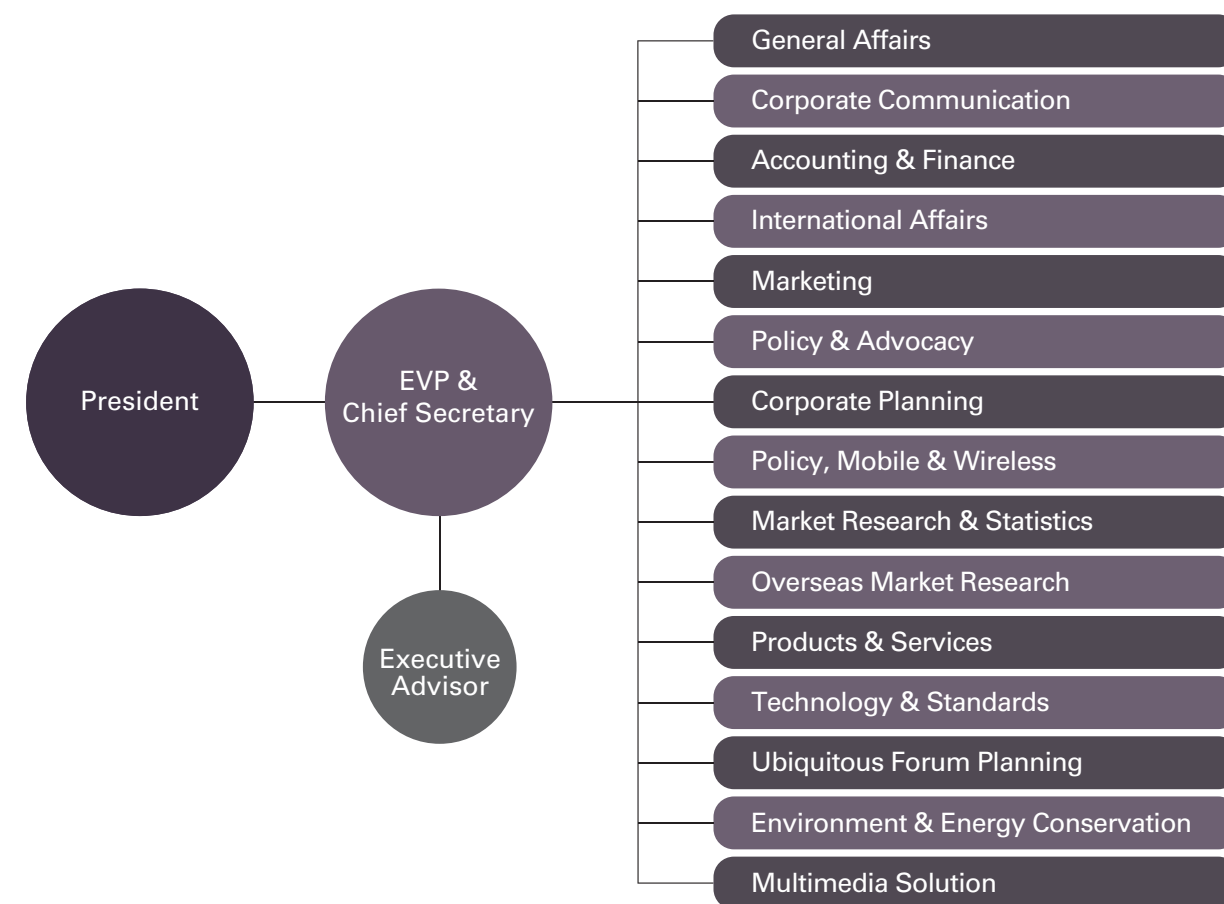 President
EVP &
Chief Secretary
Executive
Advisor
General Affairs
Corporate Communication
Accounting & Finance
International Affairs
Marketing
Policy & Advocacy
Corporate Planning
Policy, Mobile & Wireless
Market Research & Statistics
Overseas Market Research
Products & Services
Technology & Standards
Ubiquitous Forum Planning
Environment & Energy Conservation
Multimedia Solution